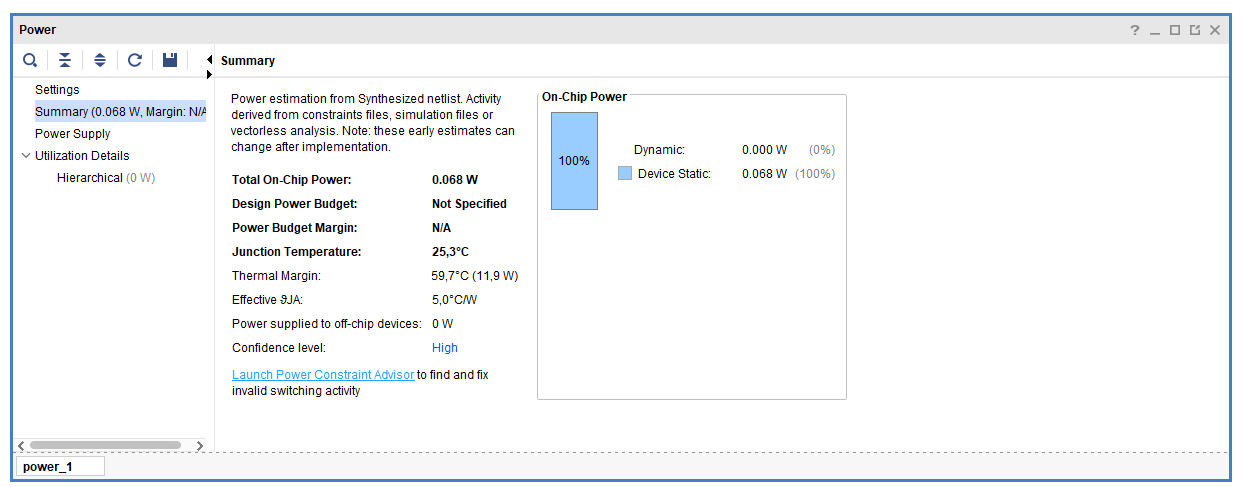 Power
?
Summary
Settings
Summary (0.068 W, Margin: N/A
Power Supply
Utilization Details
Hierarchical (0 W)
Power estimation from Synthesized netlist. Activity
derived from constraints files, simulation files or
vectorless analysis. Note: these early estimates can
change after implementation.
Total On-Chip Power: 0.068 W
Design Power Budget: Not Specified
Power Budget Margin: N/A
Junction Temperature: 25,3°C
Thermal Margin: 59,7°C (11,9 W)
Effective ϑJA: 5,0°C/W
Power supplied to off-chip devices: 0 W
Confidence level: High
Launch Power Constraint Advisor to find and fix
invalid switching activity
On-Chip Power
100%
Dynamic: 0.000 W (0%)
Device Static: 0.068 W (100%)
power_1